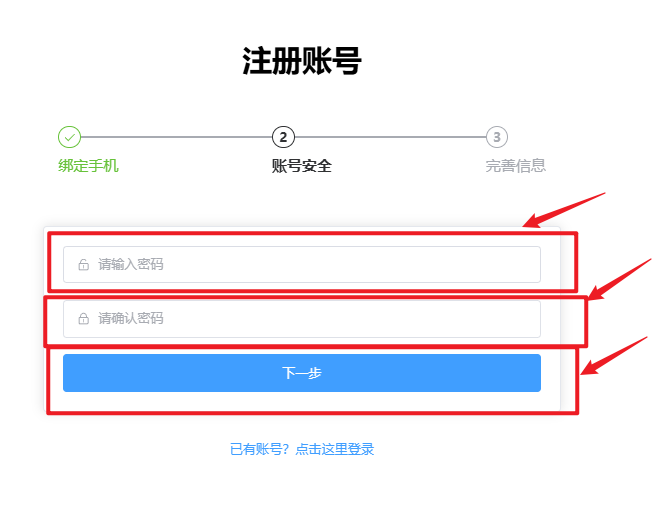 注册账号
2
3
绑定手机
账号安全
完善信息
请输入密码
请确认密码
下一步
已有账号？点击这里登录